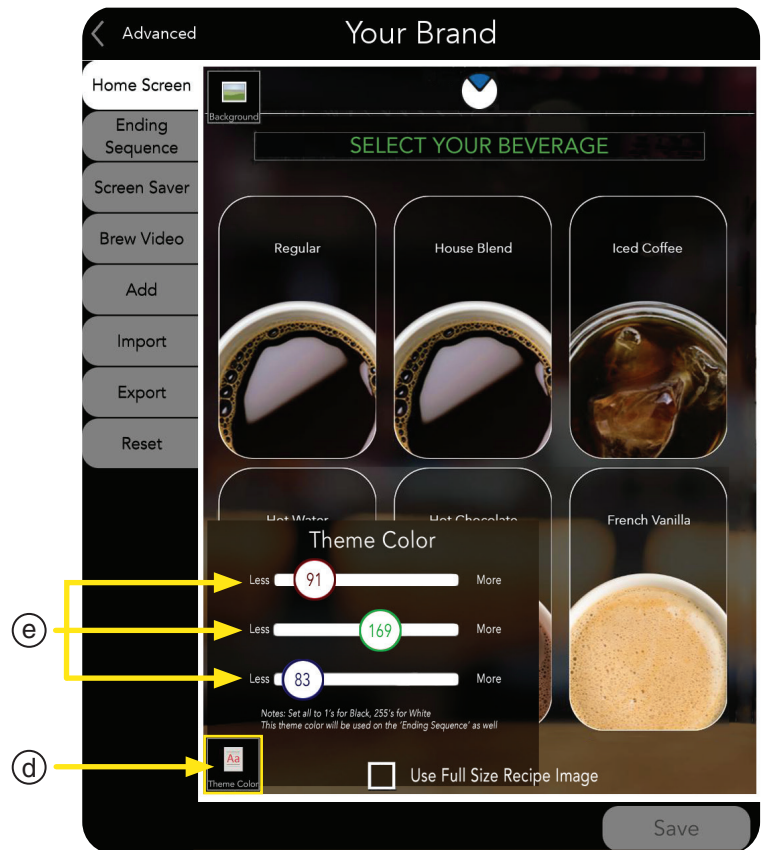 Advanced
Your Brand
Home Screen
Ending
Sequence
Screen Saver
Brew Video
Add
Import
Export
Reset
Background
SELECT YOUR BEVERAGE
Regular
House Blend
Iced Coffee
Hot Water
Hot Chocolate
French Vanilla
Theme Color
Less
91
More
Less
169
More
Less
83
More
Notes: Set all to 1's for Black, 255's for White
This theme color will be used on the 'Ending Sequence' as well
e
d
Aa
Theme Color
Use Full Size Recipe Image
Save